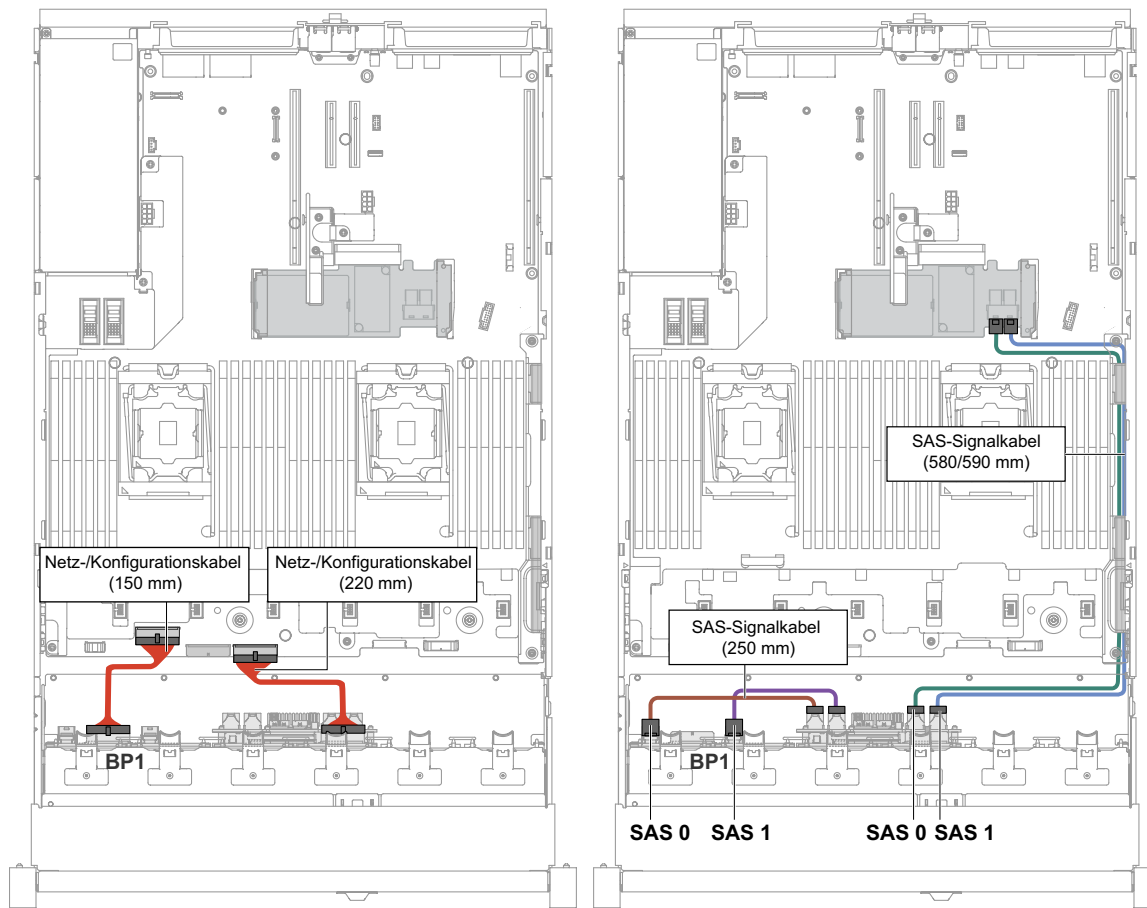 Netz-/Konfigurationskabel
(150 mm)
Netz-/Konfigurationskabel
(220 mm)
BP1
SAS-Signalkabel
(580/590 mm)
SAS-Signalkabel
(250 mm)
BP1
SAS 0
SAS 1
SAS 0
SAS 1